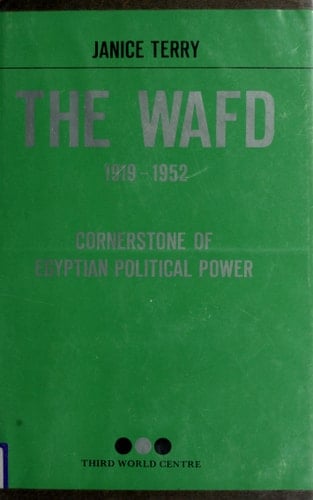 JANICE TERRY
THE WAFD
1919-1952
CORNERSTONE OF
EGYPTIAN POLITICAL POWER
THIRD WORLD CENTRE